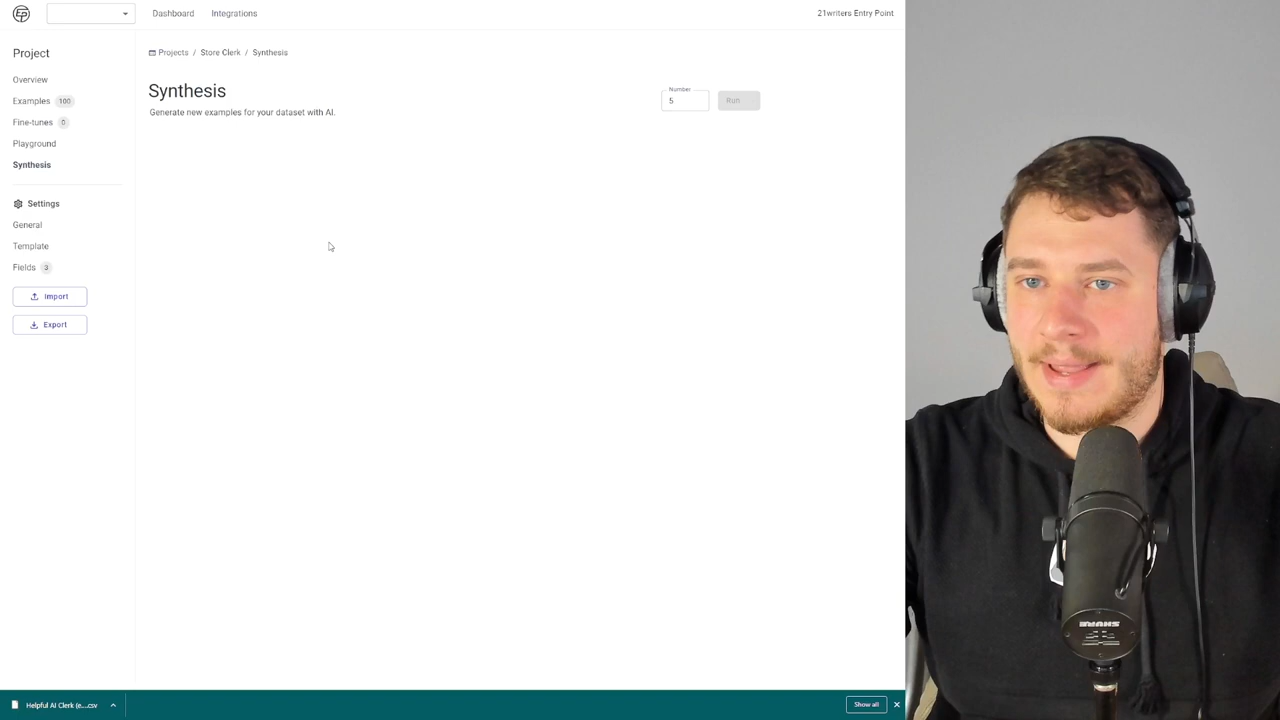 EP
Dashboard
Integrations
21writers Entry Point
Project
Overview
Examples 100
Fine-tunes 0
Playground
Synthesis
Settings
General
Template
Fields 3
Import
Export
Projects / Store Clerk / Synthesis
Synthesis
Generate new examples for your dataset with AI.
Number
5
Run
Helpful AI Clerk (e....csv
Show all
SHURE